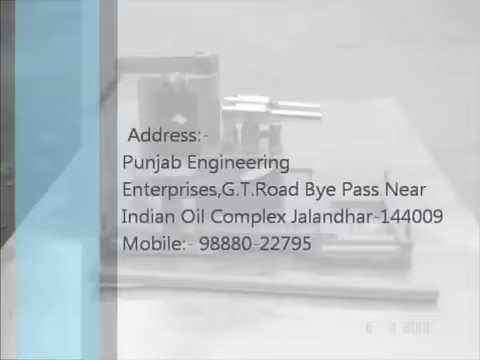 Address:-
Punjab Engineering
Enterprises,G.T.Road Bye Pass Near
Indian Oil Complex Jalandhar-144009
Mobile:- 98880-22795